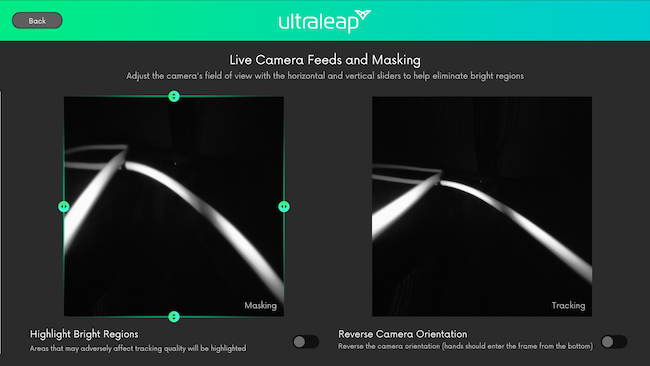 Back
ultraleap
Live Camera Feeds and Masking
Adjust the camera's field of view with the horizontal and vertical sliders to help eliminate bright regions
Masking
Tracking
Highlight Bright Regions
Areas that may adversely affect tracking quality will be highlighted
Reverse Camera Orientation
Reverse the camera orientation (hands should enter the frame from the bottom)